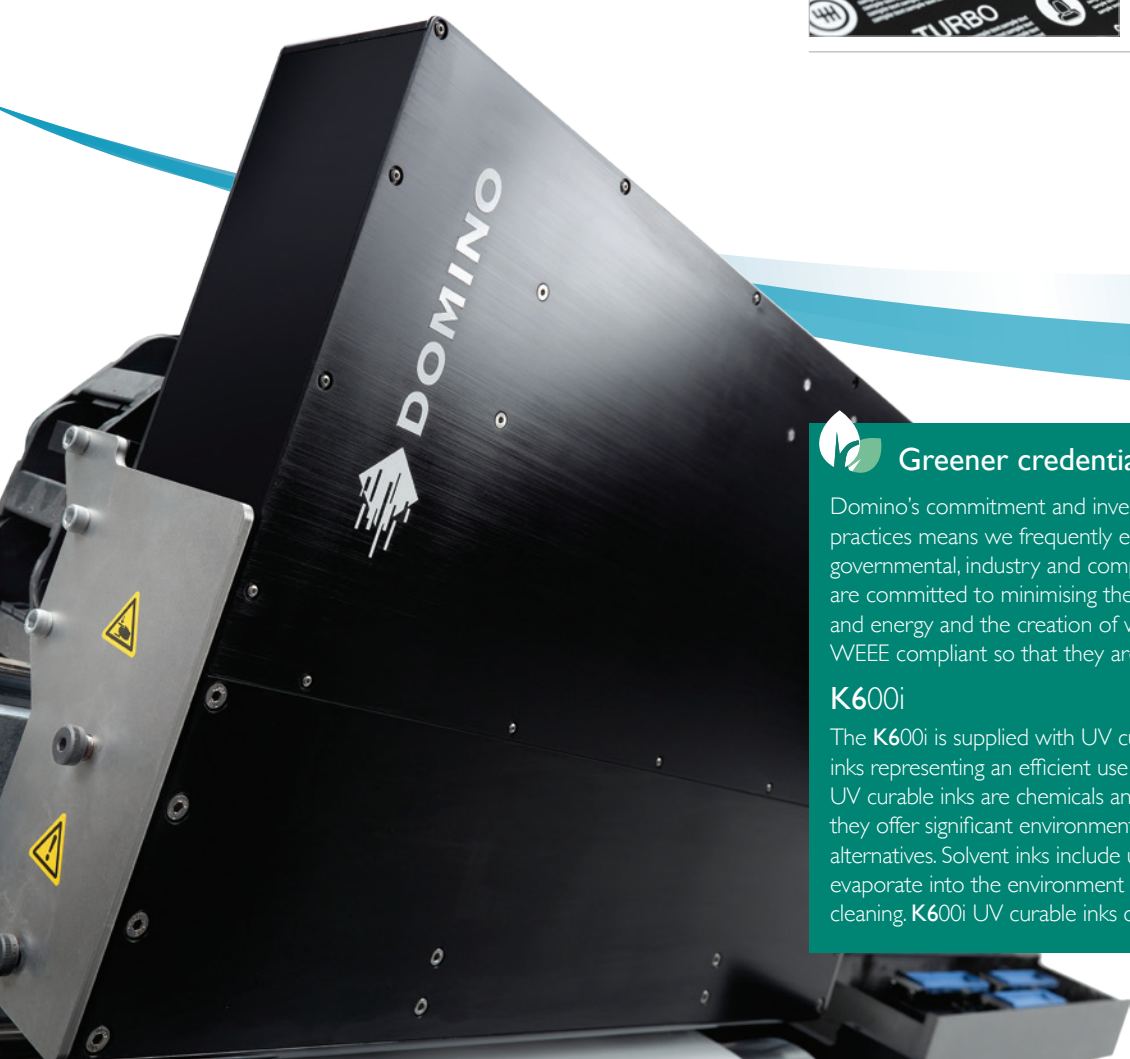 TURBO
DOMINO
Greener credentia
Domino's commitment and inve
practices means we frequently e
governmental, industry and comp
are committed to minimising the
and energy and the creation of w
WEEE compliant so that they are
K600i
The K600i is supplied with UV cu
inks representing an efficient use
UV curable inks are chemicals an
they offer significant environment
alternatives. Solvent inks include u
evaporate into the environment
cleaning. K600i UV curable inks c